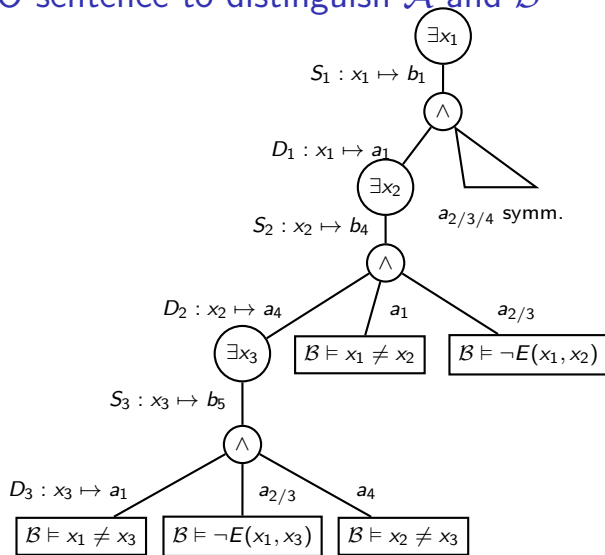 O sentence to distinguish 𝒜 and ℬ
∃x₁
S₁ : x₁ ↦ b₁
∧
D₁ : x₁ ↦ a₁
∃x₂
a₂/₃/₄ symm.
S₂ : x₂ ↦ b₄
∧
D₂ : x₂ ↦ a₄
a₁
a₂/₃
∃x₃
ℬ ⊨ x₁ ≠ x₂
ℬ ⊨ ¬E(x₁, x₂)
S₃ : x₃ ↦ b₅
∧
D₃ : x₃ ↦ a₁
a₂/₃
a₄
ℬ ⊨ x₁ ≠ x₃
ℬ ⊨ ¬E(x₁, x₃)
ℬ ⊨ x₂ ≠ x₃